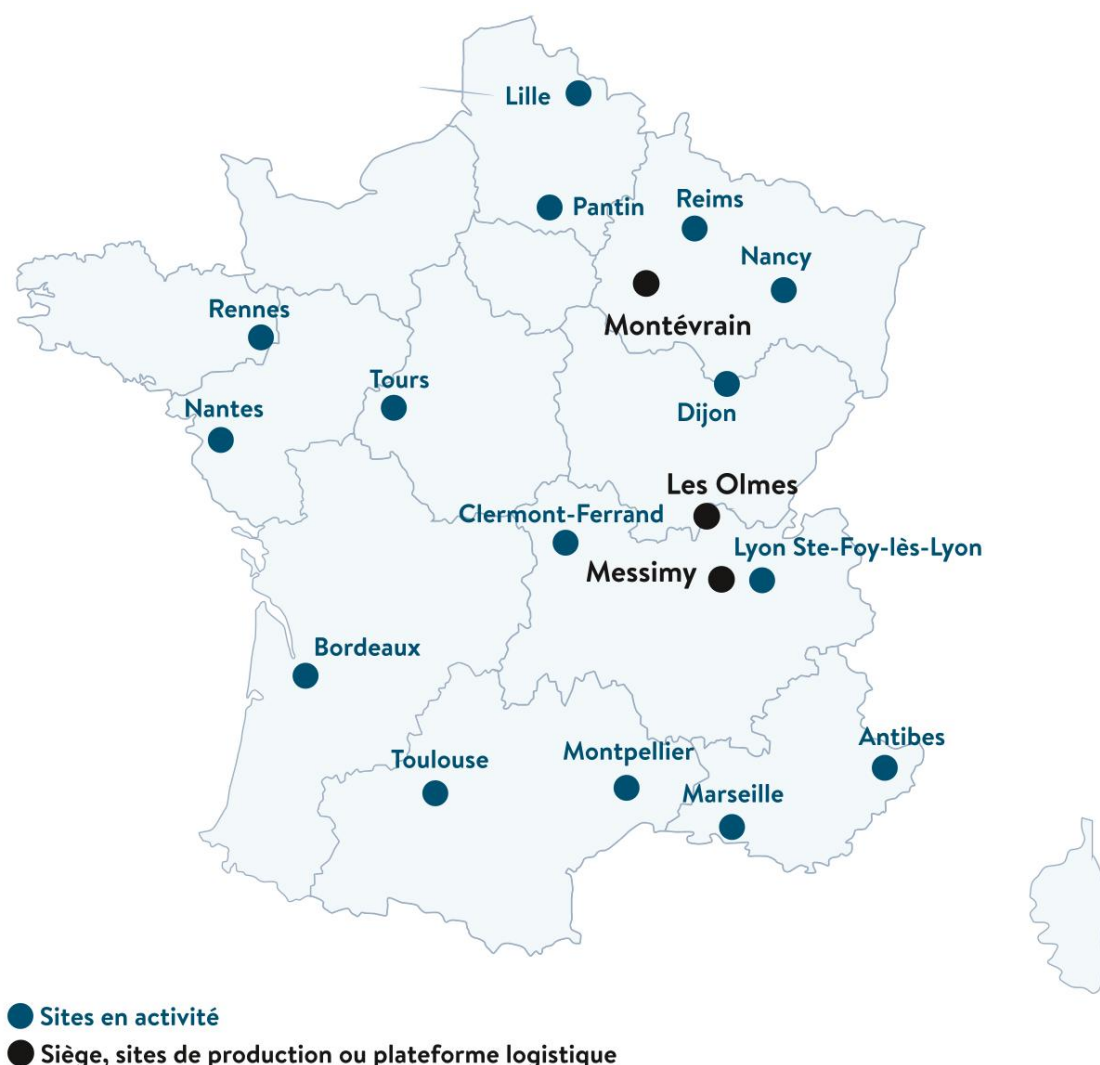 Lille
Pantin
Reims
Nancy
Montévrain
Rennes
Tours
Nantes
Dijon
Les Olmes
Clermont-Ferrand
Lyon Ste-Foy-lès-Lyon
Messimy
Bordeaux
Antibes
Toulouse
Montpellier
Marseille
Sites en activité
Siège, sites de production ou plateforme logistique